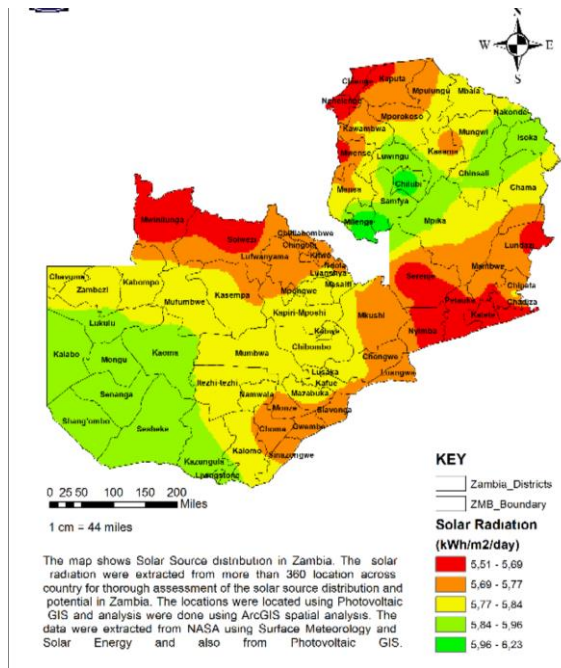 N
W E
S
Chienge Kaputa
Mpulungu
Mbala
Nchelenge
Mporokoso
Nakonde
Kawambwa
Mungwi
Isoka
Mwense
Luwingu
Kasama
Chilubi
Chinsali
Mansa
Samfya
Chama
Milenge
Mpika
Mwinilunga
Solwezi
Chililabombwe
Chingola
Lufwanyama
Kitwe
Ndola
Luanshya
Lundazi
Mambwe
Chavuma
Zambezi
Kabompo
Mufumbwe
Kasempa
Mpongwe
Masaiti
Serenje
Chipata
Petauke
Katete
Chadiza
Lukulu
Kapiri-Mposhi
Mkushi
Nyimba
Kalabo
Mongu
Kaoma
Kabwe
Mumbwa
Chibombo
Chongwe
Luangwa
Senanga
Itezhi-tezhi
Lusaka
Kafue
Namwala
Mazabuka
Shang'ombo
Sesheke
Monze
Siavonga
Choma
Gwembe
Kalomo
Sinazongwe
Kazungula
Livingstone
0 25 50 100 150 200
Miles
1 cm = 44 miles
KEY
Zambia_Districts
ZMB_Boundary
Solar Radiation
(kWh/m2/day)
5,51 - 5,69
5,69 - 5,77
5,77 - 5,84
5,84 - 5,96
5,96 - 6,23
The map shows Solar Source distribution in Zambia. The solar
radiation were extracted from more than 360 location across
country for thorough assessment of the solar source distribution and
potential in Zambia. The locations were located using Photovoltaic
GIS and analysis were done using ArcGIS spatial analysis. The
data were extracted from NASA using Surface Meteorology and
Solar Energy and also from Photovoltaic GIS.